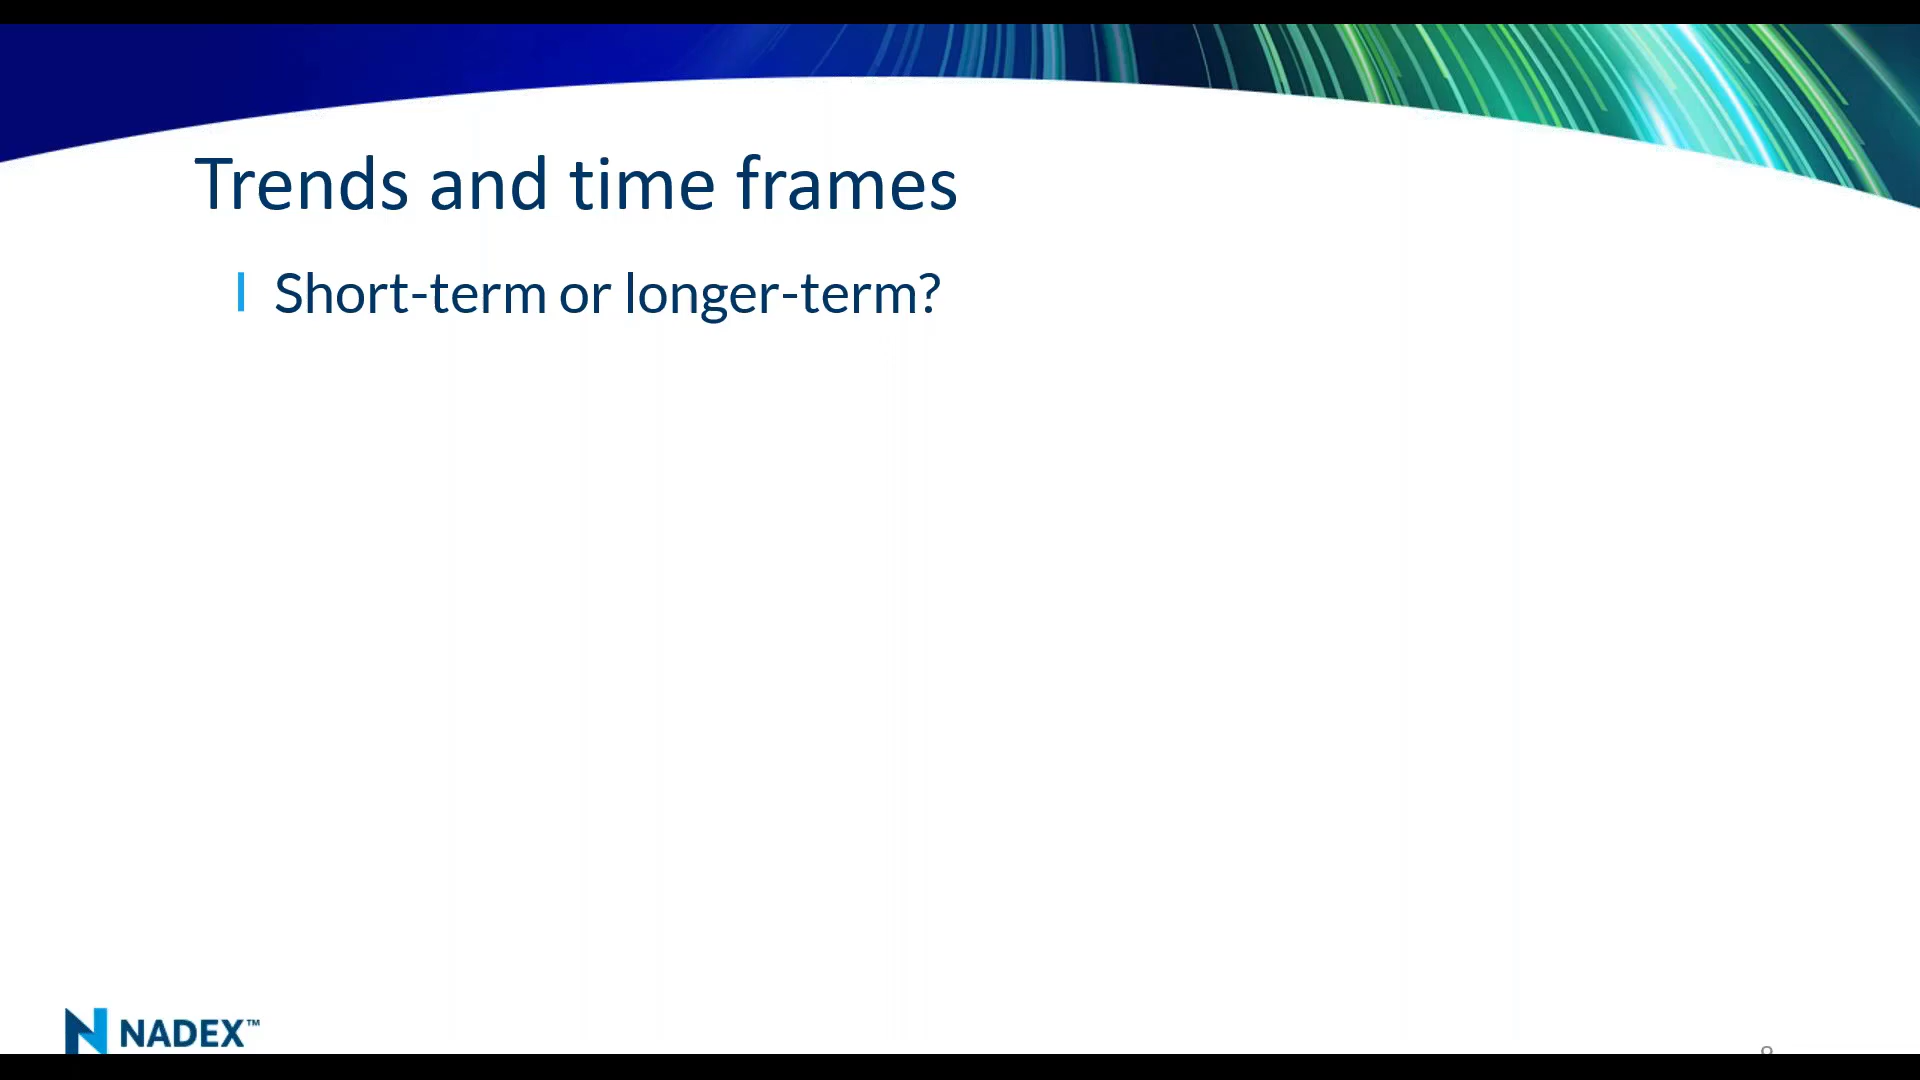 Trends and time frames
Short-term or longer-term?
NADEX™